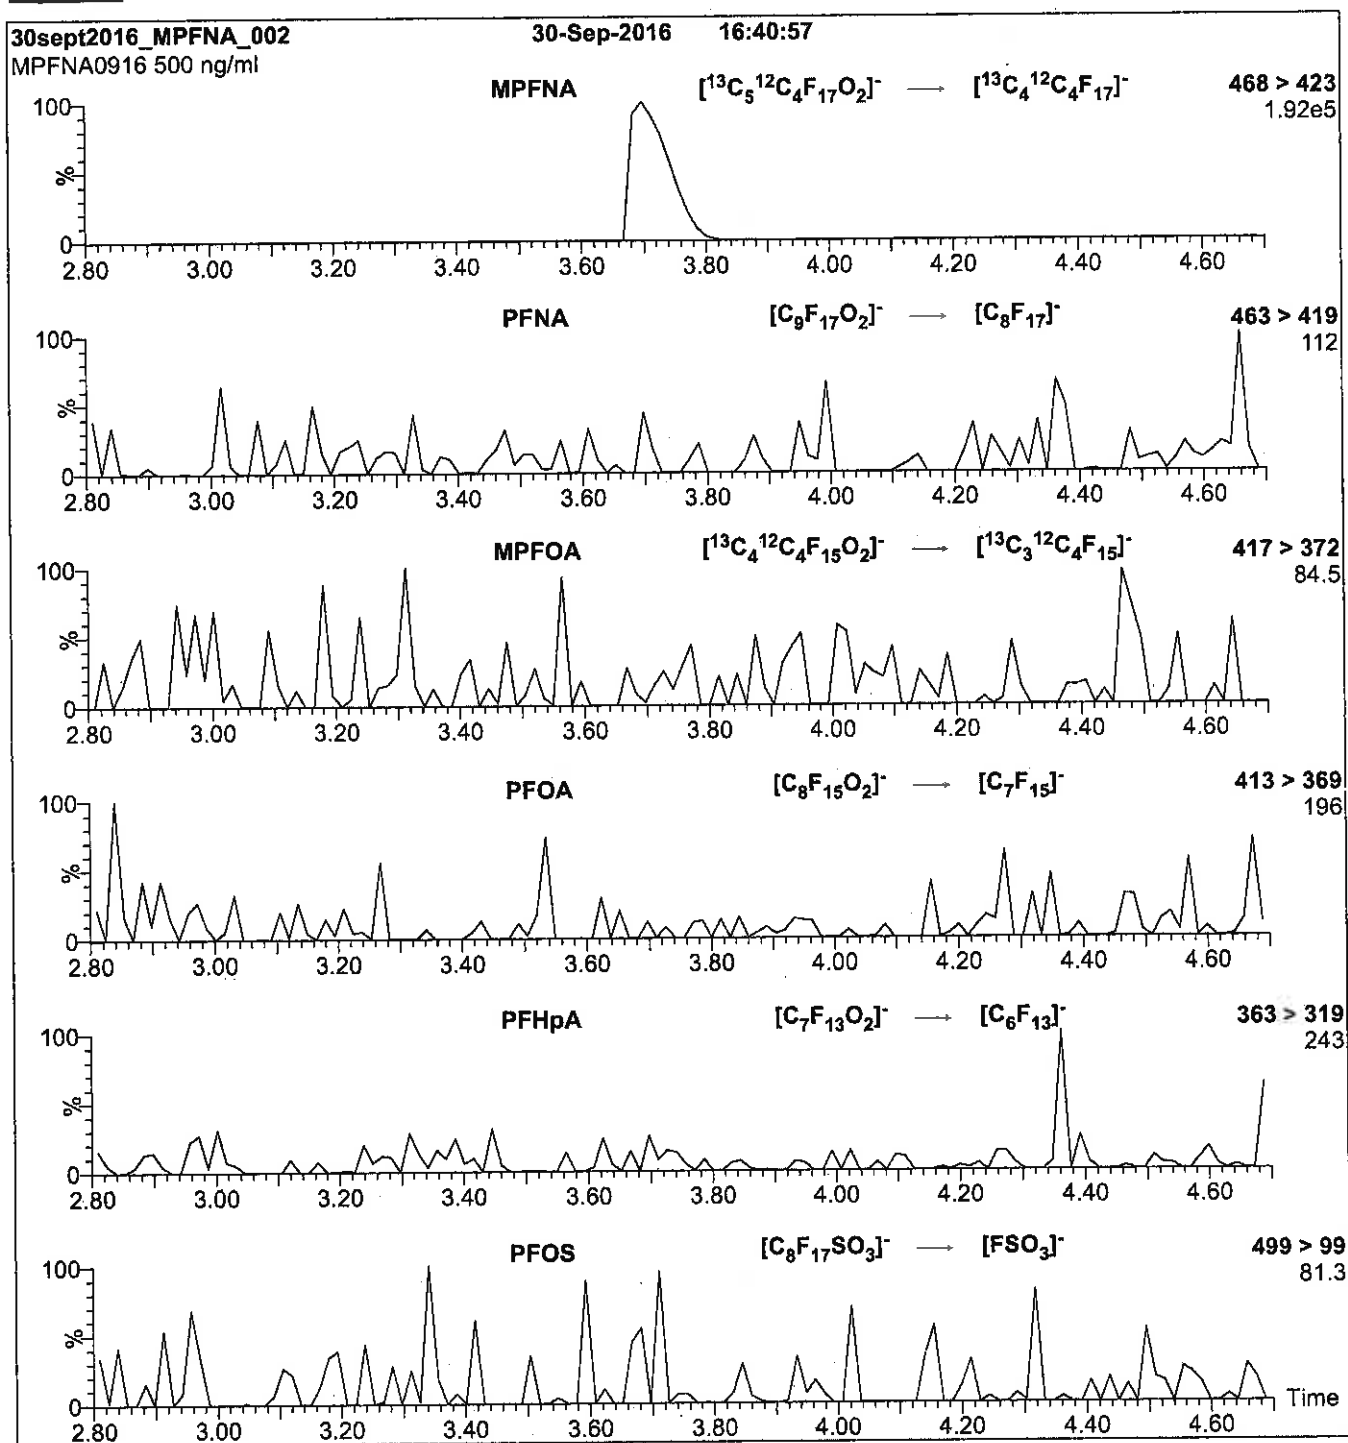 30sept2016_MPFNA_002 30-Sep-2016 16:40:57
MPFNA0916 500 ng/ml
MPFNA [¹³C₅¹²C₄F₁₇O₂]⁻ → [¹³C₄¹²C₄F₁₇]⁻ 468 > 423
1.92e5
100
%
0
2.80 3.00 3.20 3.40 3.60 3.80 4.00 4.20 4.40 4.60
PFNA [C₉F₁₇O₂]⁻ → [C₈F₁₇]⁻ 463 > 419
112
100
%
0
2.80 3.00 3.20 3.40 3.60 3.80 4.00 4.20 4.40 4.60
MPFOA [¹³C₄¹²C₄F₁₅O₂]⁻ → [¹³C₃¹²C₄F₁₅]⁻ 417 > 372
84.5
100
%
0
2.80 3.00 3.20 3.40 3.60 3.80 4.00 4.20 4.40 4.60
PFOA [C₈F₁₅O₂]⁻ → [C₇F₁₅]⁻ 413 > 369
196
100
%
0
2.80 3.00 3.20 3.40 3.60 3.80 4.00 4.20 4.40 4.60
PFHpA [C₇F₁₃O₂]⁻ → [C₆F₁₃]⁻ 363 > 319
243
100
%
0
2.80 3.00 3.20 3.40 3.60 3.80 4.00 4.20 4.40 4.60
PFOS [C₈F₁₇SO₃]⁻ → [FSO₃]⁻ 499 > 99
81.3
100
%
0
2.80 3.00 3.20 3.40 3.60 3.80 4.00 4.20 4.40 4.60 Time